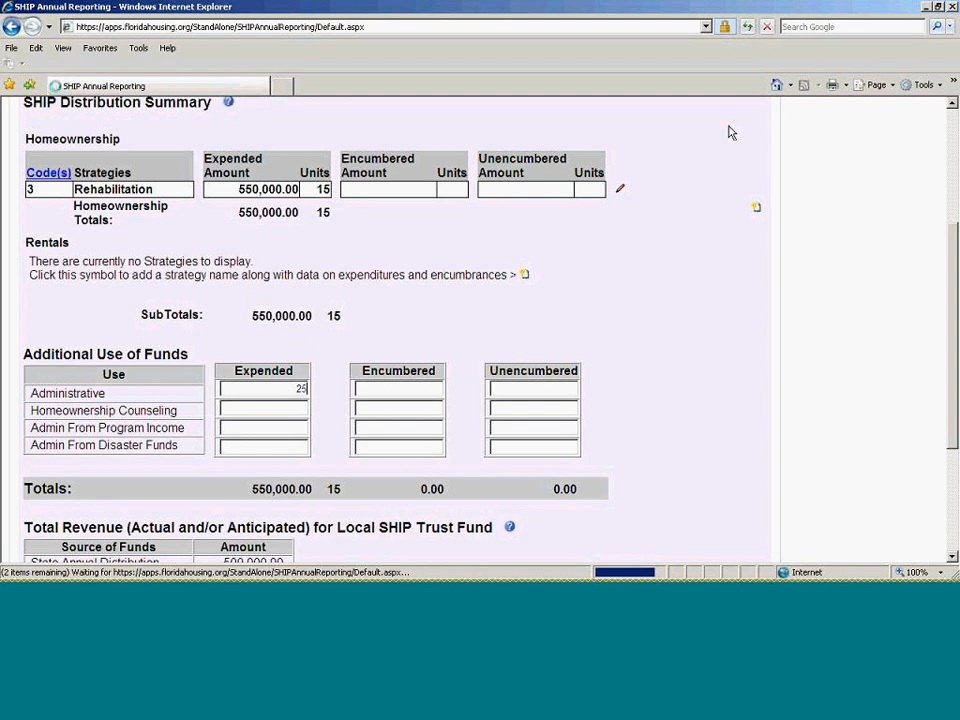 SHIP Annual Reporting - Windows Internet Explorer
https://apps.floridahousing.org/StandAlone/SHIPAnnualReporting/Default.aspx
Search Google
File Edit View Favorites Tools Help
SHIP Annual Reporting
Page Tools
SHIP Distribution Summary
Homeownership
Code(s) Strategies Expended Amount Units Encumbered Amount Units Unencumbered Amount Units
3 Rehabilitation 550,000.00 15
Homeownership Totals: 550,000.00 15
Rentals
There are currently no Strategies to display.
Click this symbol to add a strategy name along with data on expenditures and encumbrances >
SubTotals: 550,000.00 15
Additional Use of Funds
Use Expended Encumbered Unencumbered
Administrative 25
Homeownership Counseling
Admin From Program Income
Admin From Disaster Funds
Totals: 550,000.00 15 0.00 0.00
Total Revenue (Actual and/or Anticipated) for Local SHIP Trust Fund
Source of Funds Amount
State Annual Distribution 500,000.00
(2 items remaining) Waiting for https://apps.floridahousing.org/StandAlone/SHIPAnnualReporting/Default.aspx...
Internet 100%